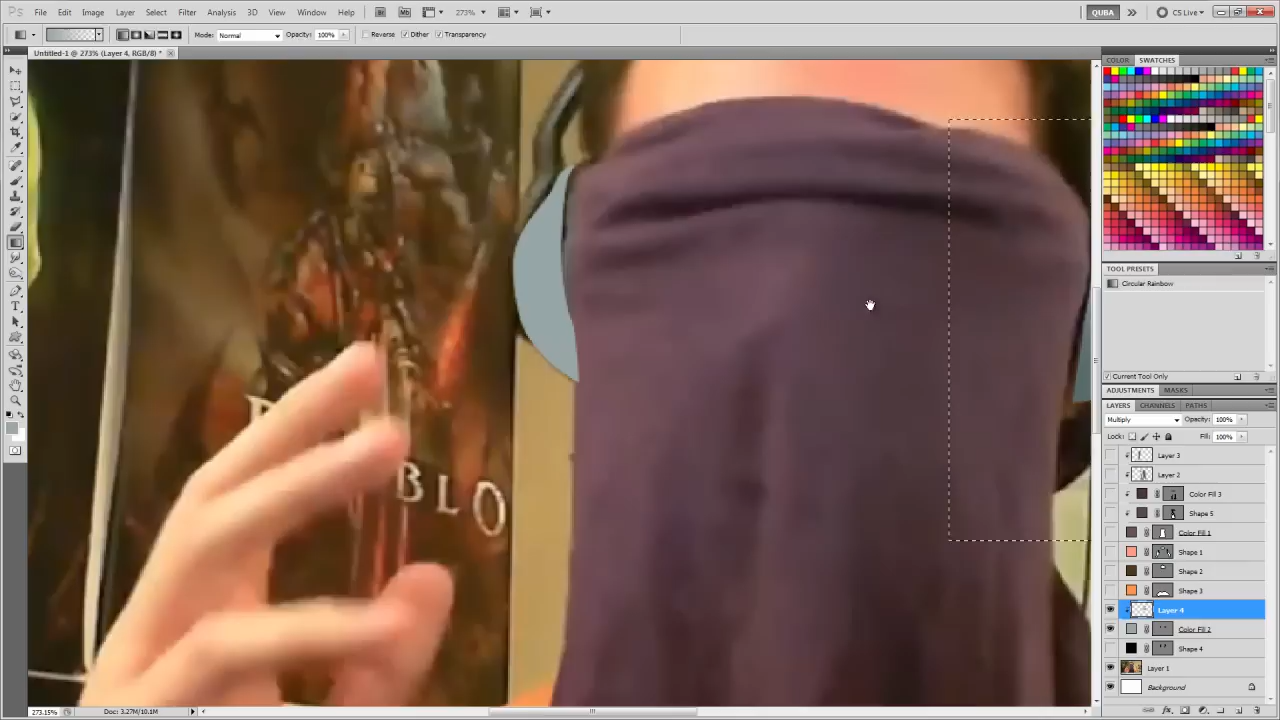 File Edit Image Layer Select Filter Analysis 3D View Window Help
Br Mb 273% QUBA CS Live
Mode: Normal Opacity: 100% Reverse Dither Transparency
Untitled-1 @ 273% (Layer 4, RGB/8) *
COLOR SWATCHES
TOOL PRESETS
Circular Rainbow
Current Tool Only
ADJUSTMENTS MASKS
LAYERS CHANNELS PATHS
Multiply Opacity: 100%
Lock: Fill: 100%
Layer 3
Layer 2
Color Fill 3
Shape 5
Color Fill 1
Shape 1
Shape 2
Shape 3
Layer 4
Color Fill 2
Shape 4
Layer 1
Background
BLO
273.15% Doc: 3.27M/10.1M